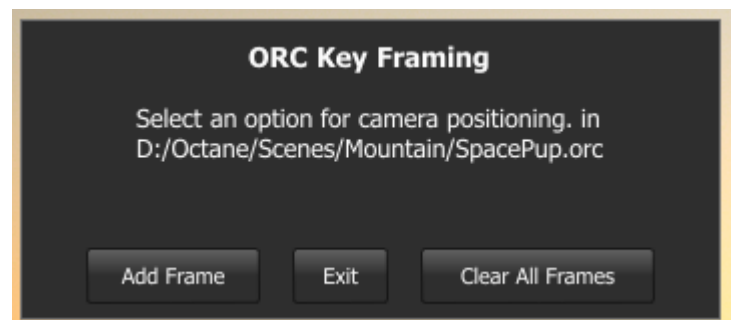 ORC Key Framing
Select an option for camera positioning. in
D:/Octane/Scenes/Mountain/SpacePup.orc
Add Frame Exit Clear All Frames